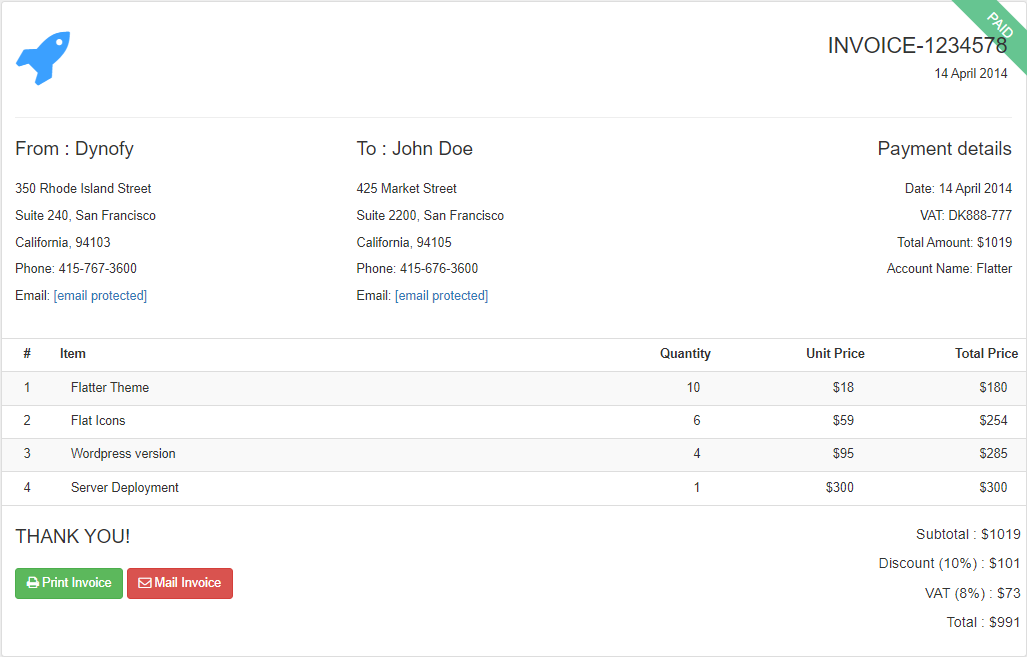 PAID
INVOICE-1234578
14 April 2014
From : Dynofy
350 Rhode Island Street
Suite 240, San Francisco
California, 94103
Phone: 415-767-3600
Email: [email protected]
To : John Doe
425 Market Street
Suite 2200, San Francisco
California, 94105
Phone: 415-676-3600
Email: [email protected]
Payment details
Date: 14 April 2014
VAT: DK888-777
Total Amount: $1019
Account Name: Flatter
# Item Quantity Unit Price Total Price
1 Flatter Theme 10 $18 $180
2 Flat Icons 6 $59 $254
3 Wordpress version 4 $95 $285
4 Server Deployment 1 $300 $300
THANK YOU!
Print Invoice Mail Invoice
Subtotal : $1019
Discount (10%) : $101
VAT (8%) : $73
Total : $991